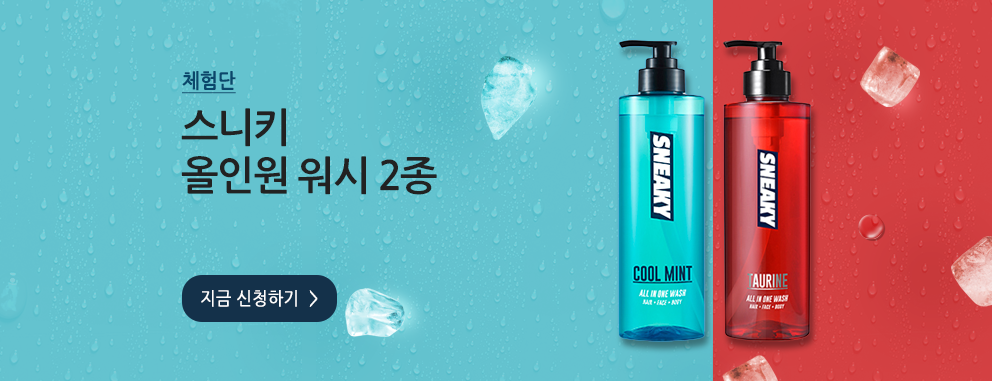 체험단
스니키
올인원 워시 2종
지금 신청하기 >
SNEAKY
COOL MINT
ALL IN ONE WASH
HAIR • FACE • BODY
SNEAKY
TAURINE
ALL IN ONE WASH
HAIR • FACE • BODY